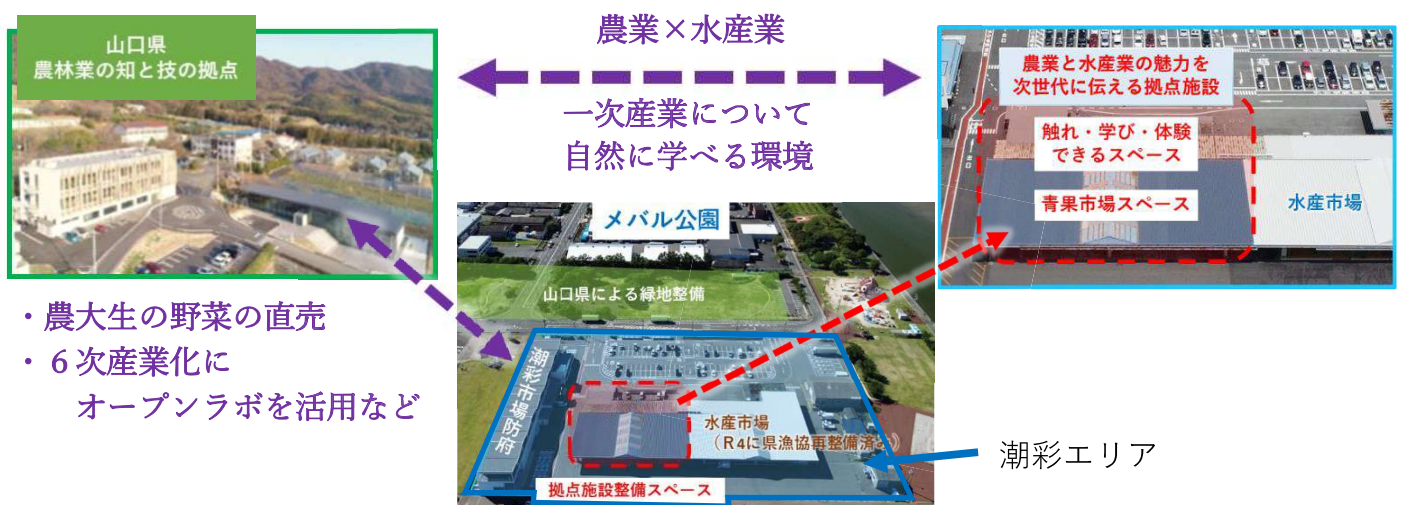 山口県
農林業の知と技の拠点
農業×水産業
一次産業について
自然に学べる環境
農業と水産業の魅力を
次世代に伝える拠点施設
触れ・学び・体験
できるスペース
青果市場スペース
水産市場
・農大生の野菜の直売
・６次産業化に
オープンラボを活用など
メバル公園
山口県による緑地整備
潮彩市場防府
水産市場
（R4に県漁協再整備済み）
拠点施設整備スペース
潮彩エリア